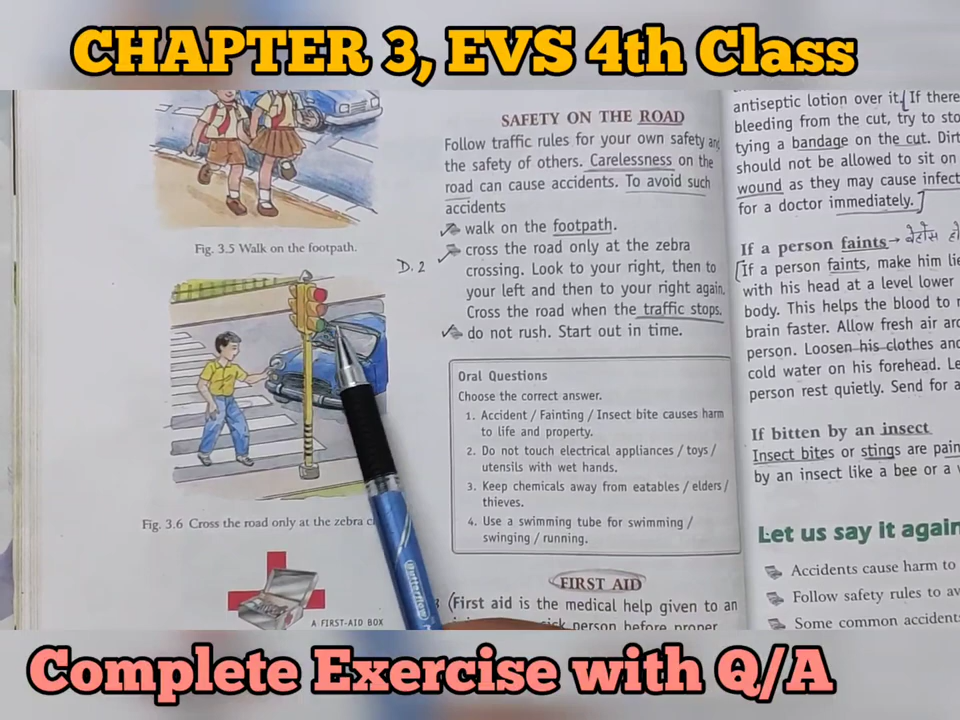 CHAPTER 3, EVS 4th Class
Fig. 3.5 Walk on the footpath.
Fig. 3.6 Cross the road only at the zebra
A FIRST-AID BOX
SAFETY ON THE ROAD
Follow traffic rules for your own safety and
the safety of others. Carelessness on the
road can cause accidents. To avoid such
accidents
walk on the footpath.
cross the road only at the zebra
D.2
crossing. Look to your right, then to
your left and then to your right again.
Cross the road when the traffic stops.
do not rush. Start out in time.
Oral Questions
Choose the correct answer.
1. Accident / Fainting / Insect bite causes harm
to life and property.
2. Do not touch electrical appliances / toys /
utensils with wet hands.
3. Keep chemicals away from eatables / elders /
thieves.
4. Use a swimming tube for swimming /
swinging / running.
FIRST AID
(First aid is the medical help given to an
person before proper
antiseptic lotion over it. If there
bleeding from the cut, try to
tying a bandage on the cut. Dirt
should not be allowed to sit on
wound as they may cause
for a doctor immediately.]
If a person faints→
[If a person faints, make him
with his head at a level lower
body. This helps the blood to
brain faster. Allow fresh air
person. Loosen his clothes and
cold water on his forehead.
person rest quietly. Send for a
If bitten by an insect
Insect bites or stings are
by an insect like a bee or a
Let us say it again
Accidents cause harm to
Follow safety rules to
Some common
Complete Exercise with Q/A